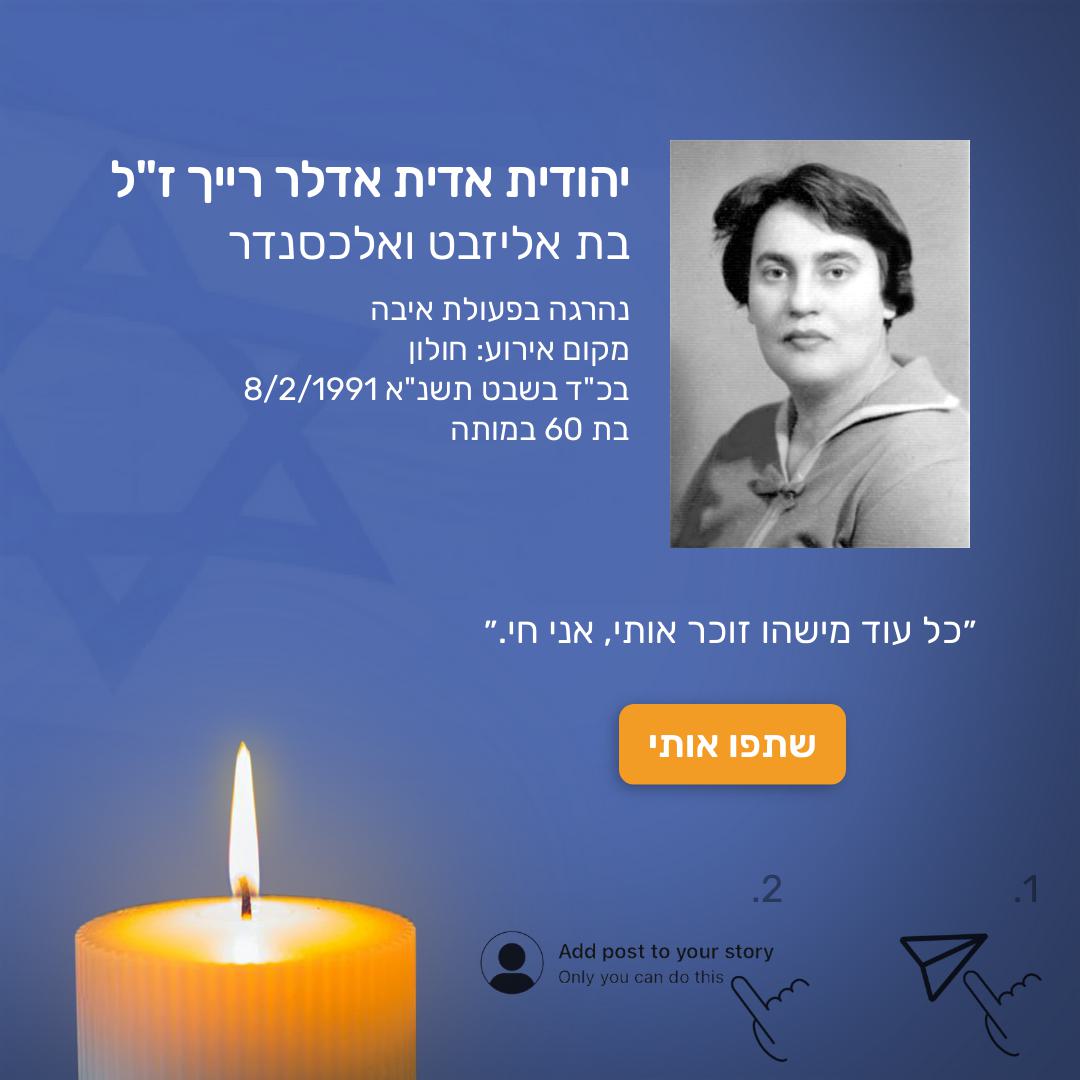 יהודית אדית אדלר רייך ז"ל
בת אליזבט ואלכסנדר
נהרגה בפעולת איבה
מקום אירוע: חולון
בכ"ד בשבט תשנ"א 8/2/1991
בת 60 במותה
״כל עוד מישהו זוכר אותי, אני חי.״
שתפו אותי
1.
2.
Add post to your story
Only you can do this